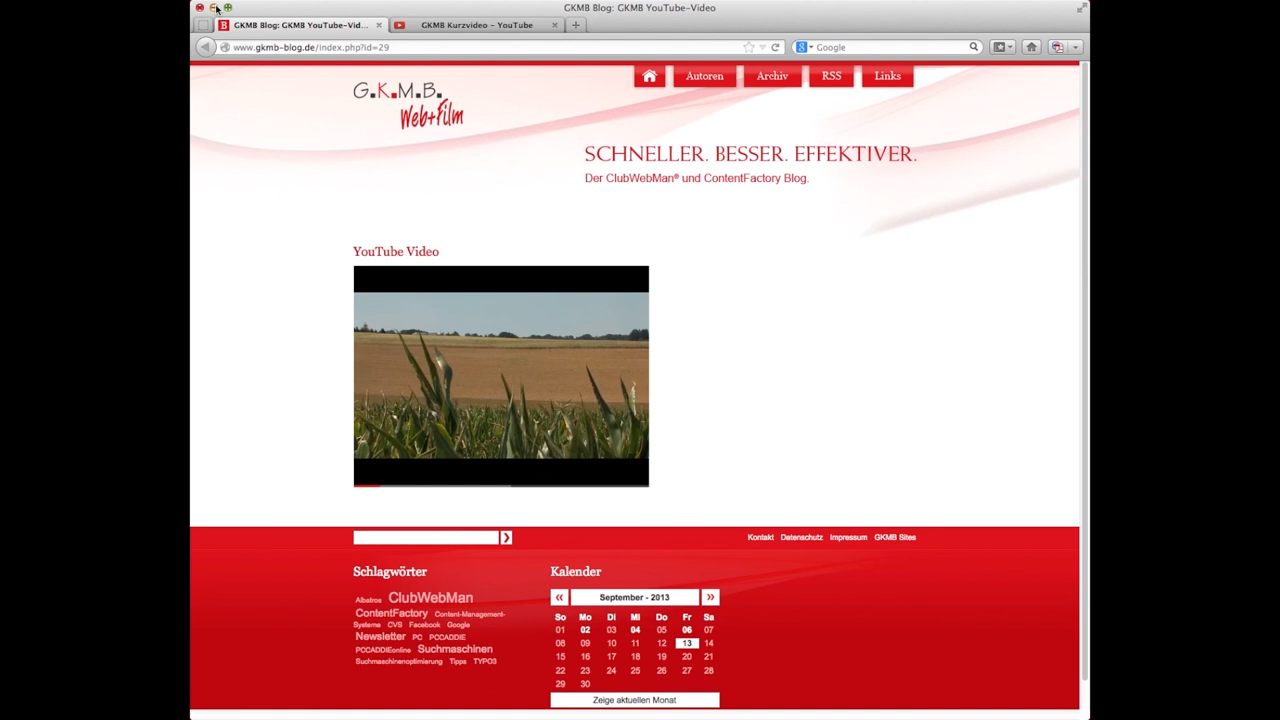 GKMB Blog: GKMB YouTube-Video
GKMB Blog: GKMB YouTube-Vid...
GKMB Kurzvideo – YouTube
www.gkmb-blog.de/index.php?id=29
Google
Autoren
Archiv
RSS
Links
G.K.M.B.
Web+Film
SCHNELLER. BESSER. EFFEKTIVER.
Der ClubWebMan® und ContentFactory Blog.
YouTube Video
Kontakt Datenschutz Impressum GKMB Sites
Schlagwörter
Albatros ClubWebMan
ContentFactory Content-Management-
Systeme CVS Facebook Google
Newsletter PC PCCADDIE
PCCADDIEonline Suchmaschinen
Suchmaschinenoptimierung Tipps TYPO3
Kalender
« September - 2013 »
So Mo Di Mi Do Fr Sa
01 02 03 04 05 06 07
08 09 10 11 12 13 14
15 16 17 18 19 20 21
22 23 24 25 26 27 28
29 30
Zeige aktuellen Monat